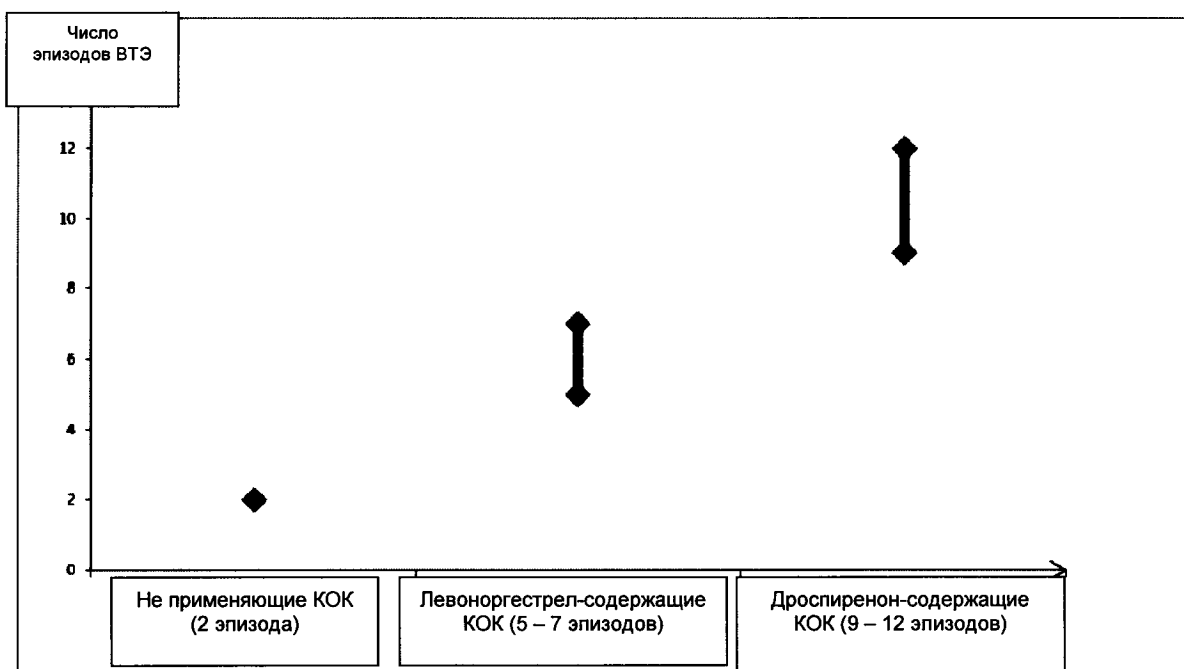 Число
эпизодов ВТЭ
12
10
8
6
4
2
0
Не применяющие КОК
(2 эпизода)
Левоноргестрел-содержащие
КОК (5 – 7 эпизодов)
Дроспиренон-содержащие
КОК (9 – 12 эпизодов)